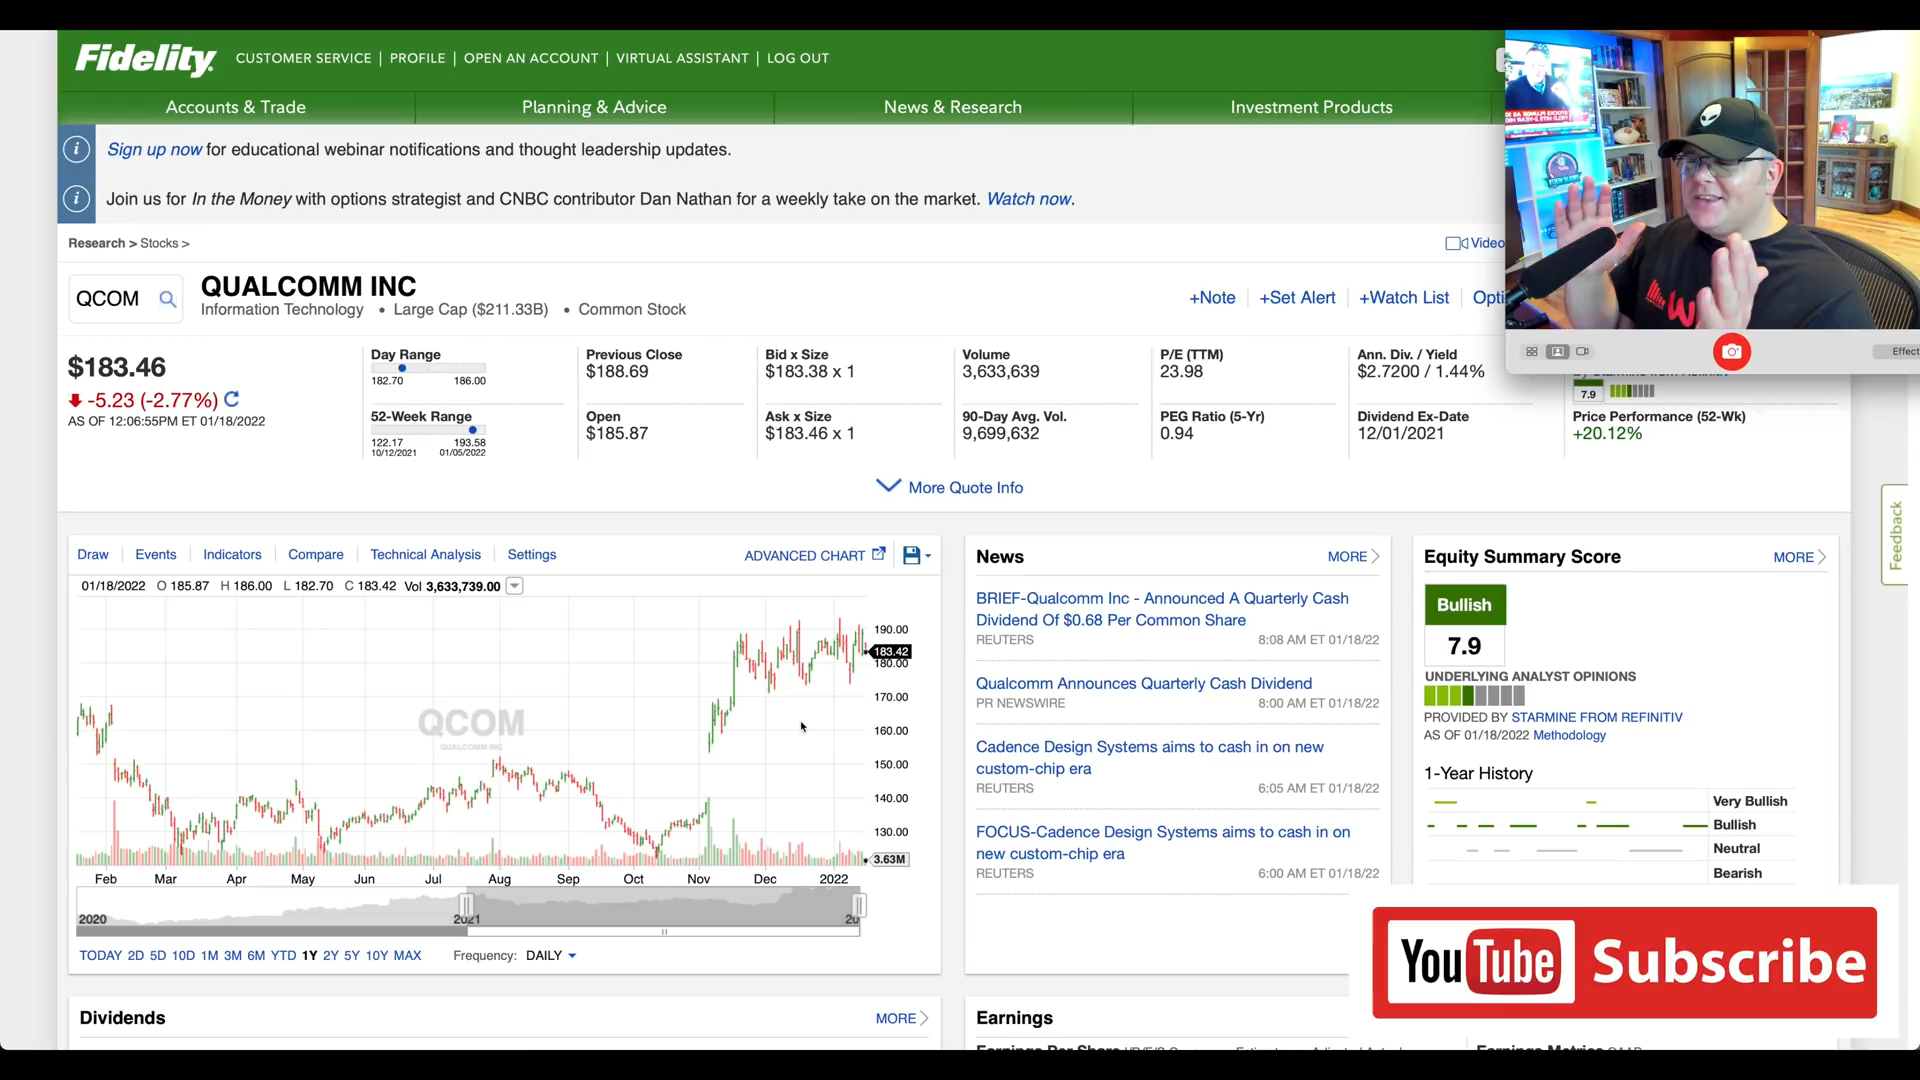 Fidelity
CUSTOMER SERVICE | PROFILE | OPEN AN ACCOUNT | VIRTUAL ASSISTANT | LOG OUT
Accounts & Trade
Planning & Advice
News & Research
Investment Products
Sign up now for educational webinar notifications and thought leadership updates.
Join us for In the Money with options strategist and CNBC contributor Dan Nathan for a weekly take on the market. Watch now.
Research > Stocks >
Video
QCOM
QUALCOMM INC
Information Technology • Large Cap ($211.33B) • Common Stock
+Note
+Set Alert
+Watch List
Opti
$183.46
-5.23 (-2.77%)
AS OF 12:06:55PM ET 01/18/2022
Day Range
182.70 186.00
52-Week Range
122.17 193.58
10/12/2021 01/05/2022
Previous Close
$188.69
Open
$185.87
Bid x Size
$183.38 x 1
Ask x Size
$183.46 x 1
Volume
3,633,639
90-Day Avg. Vol.
9,699,632
P/E (TTM)
23.98
PEG Ratio (5-Yr)
0.94
Ann. Div. / Yield
$2.7200 / 1.44%
Dividend Ex-Date
12/01/2021
7.9
Price Performance (52-Wk)
+20.12%
Effect
More Quote Info
Feedback
Draw
Events
Indicators
Compare
Technical Analysis
Settings
ADVANCED CHART
01/18/2022 O 185.87 H 186.00 L 182.70 C 183.42 Vol 3,633,739.00
190.00
183.42
180.00
170.00
160.00
150.00
140.00
130.00
3.63M
QCOM
QUALCOMM INC
Feb Mar Apr May Jun Jul Aug Sep Oct Nov Dec 2022
2020 2021 20
TODAY 2D 5D 10D 1M 3M 6M YTD 1Y 2Y 5Y 10Y MAX
Frequency: DAILY
News
MORE
BRIEF-Qualcomm Inc - Announced A Quarterly Cash
Dividend Of $0.68 Per Common Share
REUTERS 8:08 AM ET 01/18/22
Qualcomm Announces Quarterly Cash Dividend
PR NEWSWIRE 8:00 AM ET 01/18/22
Cadence Design Systems aims to cash in on new
custom-chip era
REUTERS 6:05 AM ET 01/18/22
FOCUS-Cadence Design Systems aims to cash in on
new custom-chip era
REUTERS 6:00 AM ET 01/18/22
Equity Summary Score
MORE
Bullish
7.9
UNDERLYING ANALYST OPINIONS
PROVIDED BY STARMINE FROM REFINITIV
AS OF 01/18/2022 Methodology
1-Year History
Very Bullish
Bullish
Neutral
Bearish
YouTube Subscribe
Dividends
MORE
Earnings